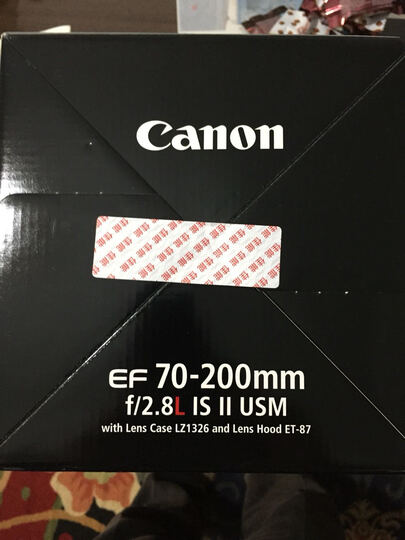 Canon
EF 70-200mm
f/2.8L IS II USM
with Lens Case LZ1326 and Lens Hood ET-87